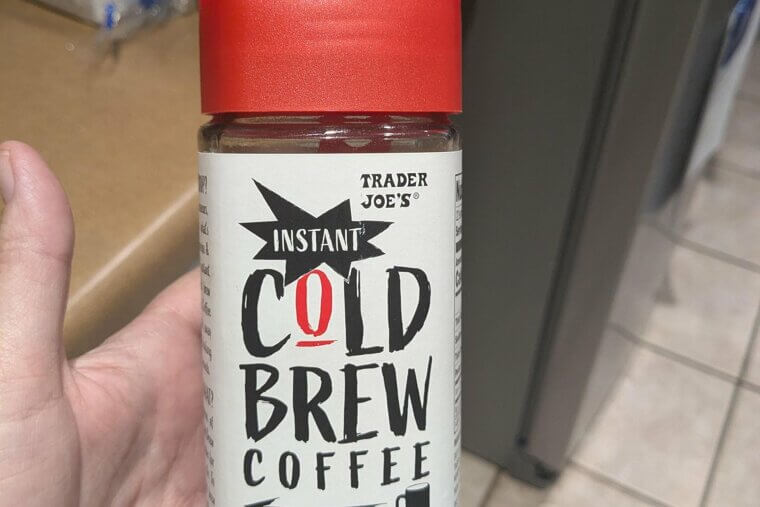 TRADER
JOE'S®
INSTANT
COLD
BREW
COFFEE